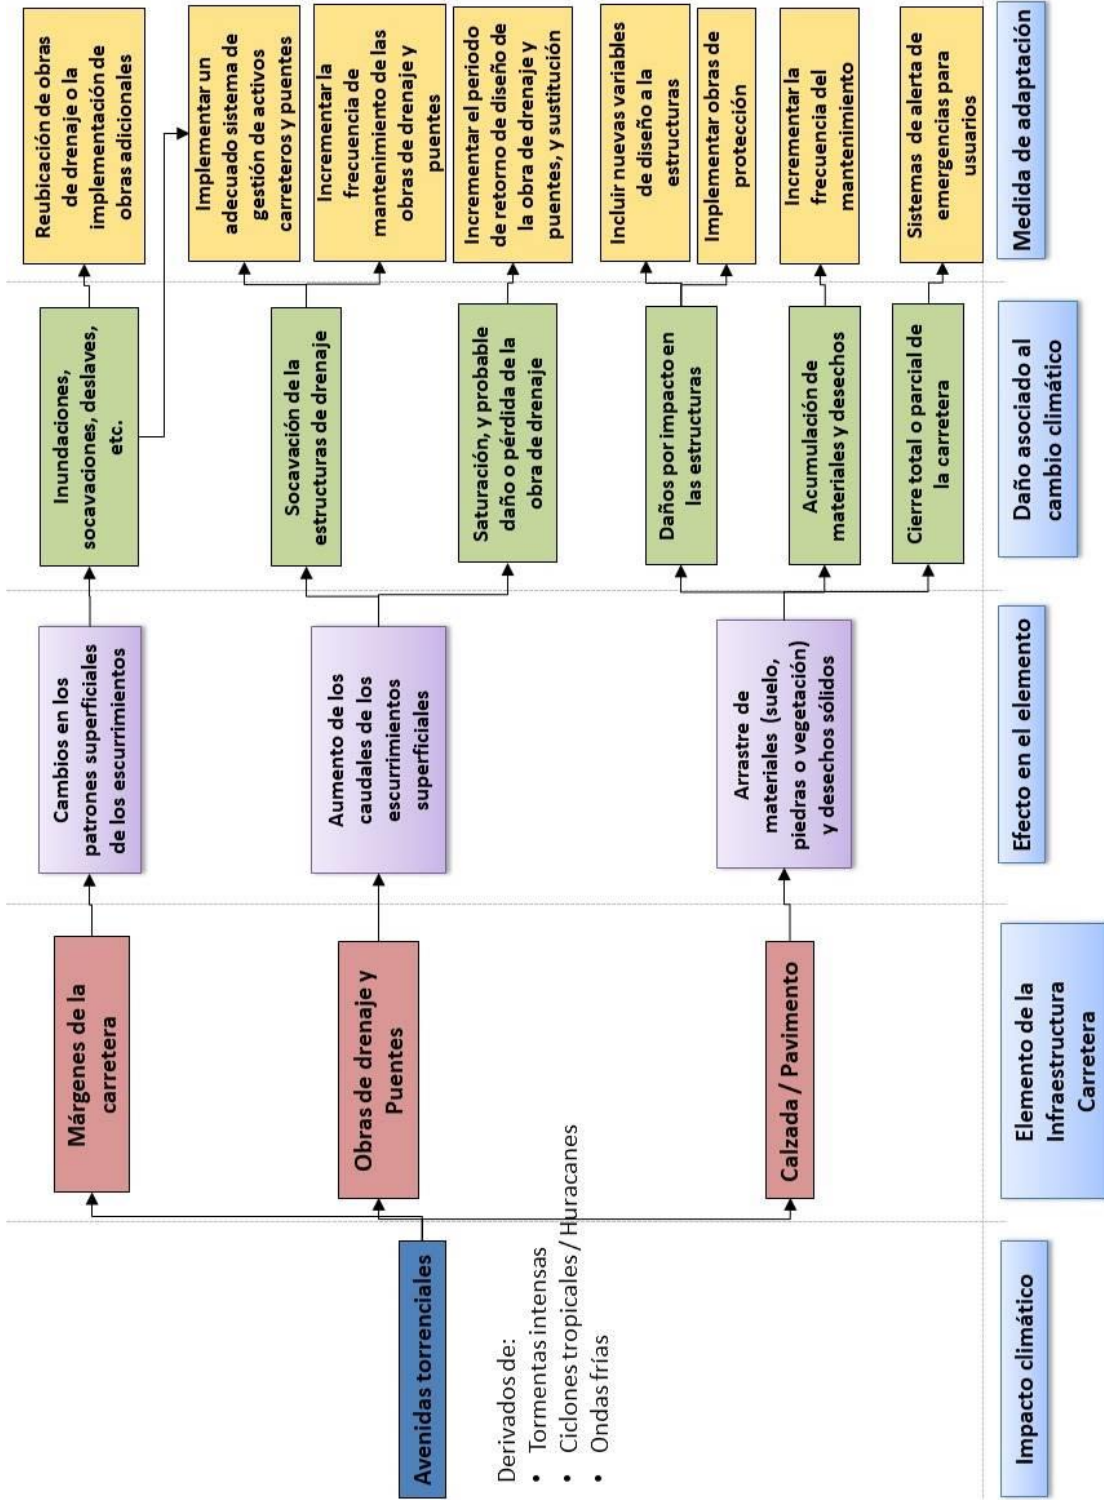 Avenidas torrenciales
Derivados de:
• Tormentas intensas
• Ciclones tropicales / Huracanes
• Ondas frías
Márgenes de la
carretera
Obras de drenaje y
Puentes
Calzada / Pavimento
Cambios en los
patrones superficiales
de los escurrimientos
Aumento de los
caudales de los
escurrimientos
superficiales
Arrastre de
materiales (suelo,
piedras o vegetación)
y desechos sólidos
Inundaciones,
socavaciones, deslaves,
etc.
Socavación de la
estructuras de drenaje
Saturación, y probable
daño o pérdida de la
obra de drenaje
Daños por impacto en
las estructuras
Acumulación de
materiales y desechos
Cierre total o parcial de
la carretera
Reubicación de obras
de drenaje o la
implementación de
obras adicionales
Implementar un
adecuado sistema de
gestión de activos
carreteros y puentes
Incrementar la
frecuencia de
mantenimiento de las
obras de drenaje y
puentes
Incrementar el periodo
de retorno de diseño de
la obra de drenaje y
puentes, y sustitución
Incluir nuevas variables
de diseño a la
estructuras
Implementar obras de
protección
Incrementar la
frecuencia del
mantenimiento
Sistemas de alerta de
emergencias para
usuarios
Impacto climático
Elemento de la
Infraestructura
Carretera
Efecto en el elemento
Daño asociado al
cambio climático
Medida de adaptación